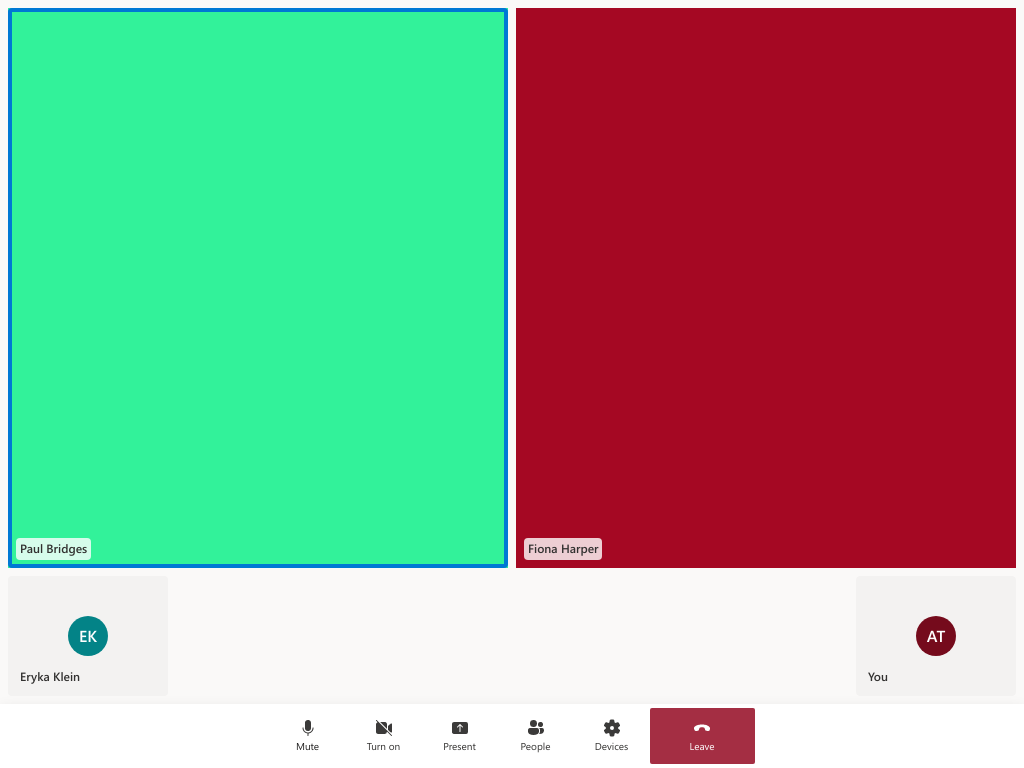 Paul Bridges
Fiona Harper
EK
Eryka Klein
AT
You
Mute
Turn on
Present
People
Devices
Leave